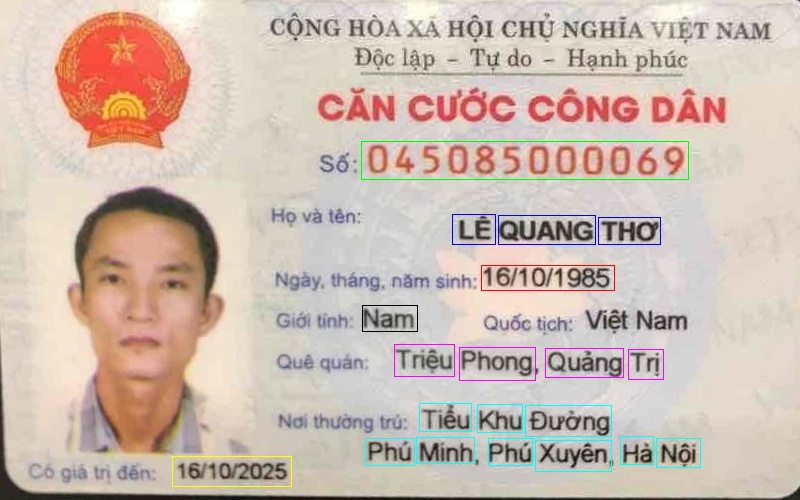 CỘNG HÒA XÃ HỘI CHỦ NGHĨA VIỆT NAM
Độc lập - Tự do - Hạnh phúc
CĂN CƯỚC CÔNG DÂN
Số: 045085000069
Họ và tên:
LÊ QUANG THƠ
Ngày, tháng, năm sinh: 16/10/1985
Giới tính: Nam Quốc tịch: Việt Nam
Quê quán: Triệu Phong, Quảng Trị
Nơi thường trú: Tiểu Khu Đường
Phú Minh, Phú Xuyên, Hà Nội
Có giá trị đến: 16/10/2025